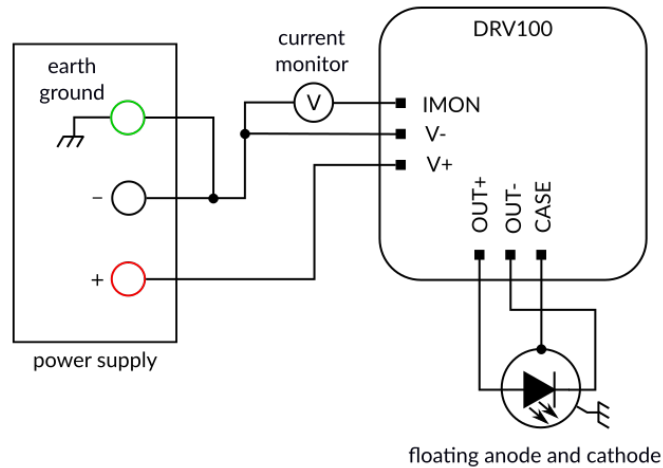 current
monitor
DRV100
earth
ground
V
IMON
V-
V+
−
+
OUT+
OUT-
CASE
power supply
floating anode and cathode